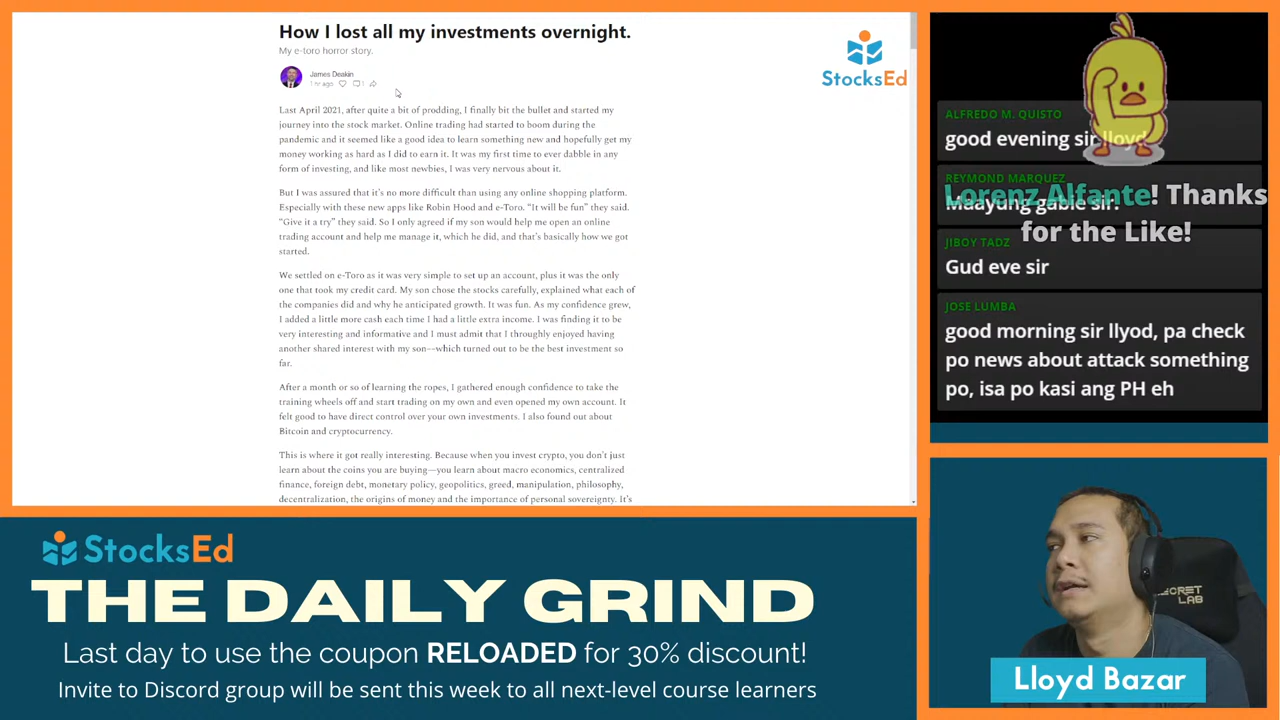 How I lost all my investments overnight.
My e-toro horror story.
James Deakin
1 hr ago
1
Last April 2021, after quite a bit of prodding, I finally bit the bullet and started my
journey into the stock market. Online trading had started to boom during the
pandemic and it seemed like a good idea to learn something new and hopefully get my
money working as hard as I did to earn it. It was my first time to ever dabble in any
form of investing, and like most newbies, I was very nervous about it.
But I was assured that it's no more difficult than using any online shopping platform.
Especially with these new apps like Robin Hood and e-Toro. “It will be fun” they said.
“Give it a try” they said. So I only agreed if my son would help me open an online
trading account and help me manage it, which he did, and that's basically how we got
started.
We settled on e-Toro as it was very simple to set up an account, plus it was the only
one that took my credit card. My son chose the stocks carefully, explained what each of
the companies did and why he anticipated growth. It was fun. As my confidence grew,
I added a little more cash each time I had a little extra income. I was finding it to be
very interesting and informative and I must admit that I throughly enjoyed having
another shared interest with my son––which turned out to be the best investment so
far.
After a month or so of learning the ropes, I gathered enough confidence to take the
training wheels off and start trading on my own and even opened my own account. It
felt good to have direct control over your own investments. I also found out about
Bitcoin and cryptocurrency.
This is where it got really interesting. Because when you invest crypto, you don't just
learn about the coins you are buying—you learn about macro economics, centralized
finance, foreign debt, monetary policy, geopolitics, greed, manipulation, philosophy,
decentralization, the origins of money and the importance of personal sovereignty. It's
StocksEd
ALFREDO M. QUISTO
good evening sir lloyd
REYMOND MARQUEZ
Maayung gabie sir!
Lorenz Alfante! Thanks
for the Like!
JIBOY TADZ
Gud eve sir
JOSE LUMBA
good morning sir llyod, pa check
po news about attack something
po, isa po kasi ang PH eh
StocksEd
THE DAILY GRIND
Last day to use the coupon RELOADED for 30% discount!
Invite to Discord group will be sent this week to all next-level course learners
SECRET
LAB
Lloyd Bazar